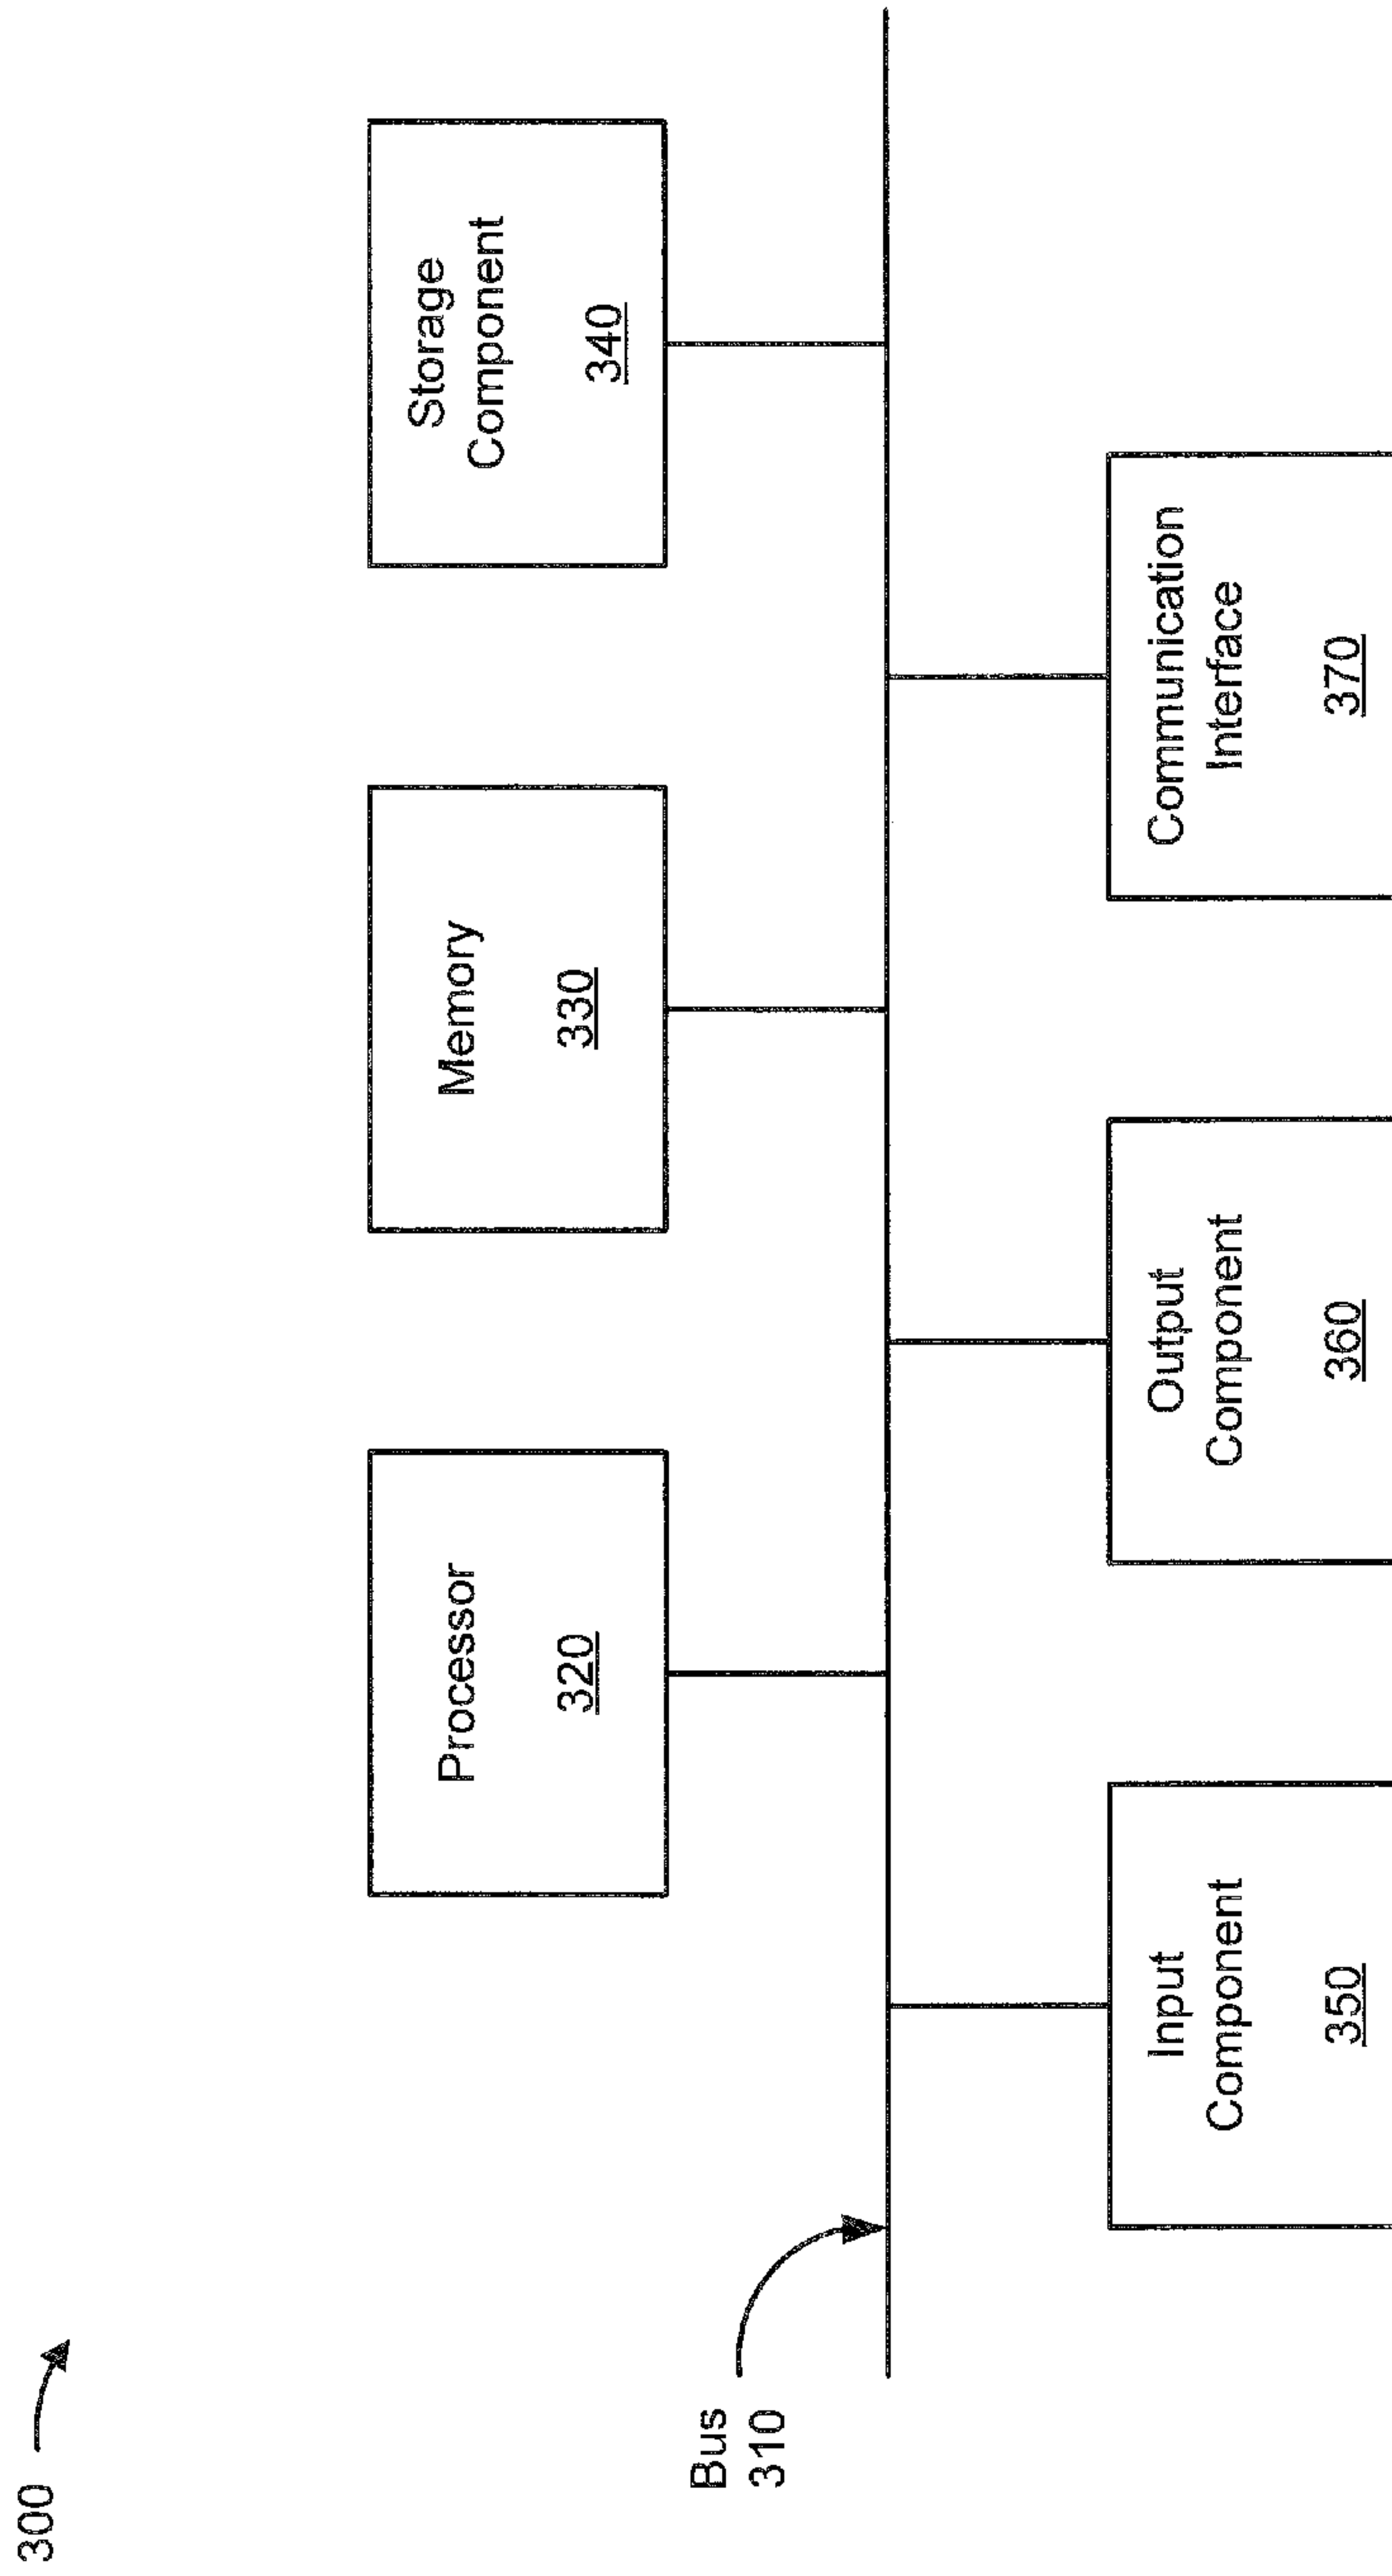 300
Processor
320
Memory
330
Storage
Component
340
Bus
310
Input
Component
350
Output
Component
360
Communication
Interface
370